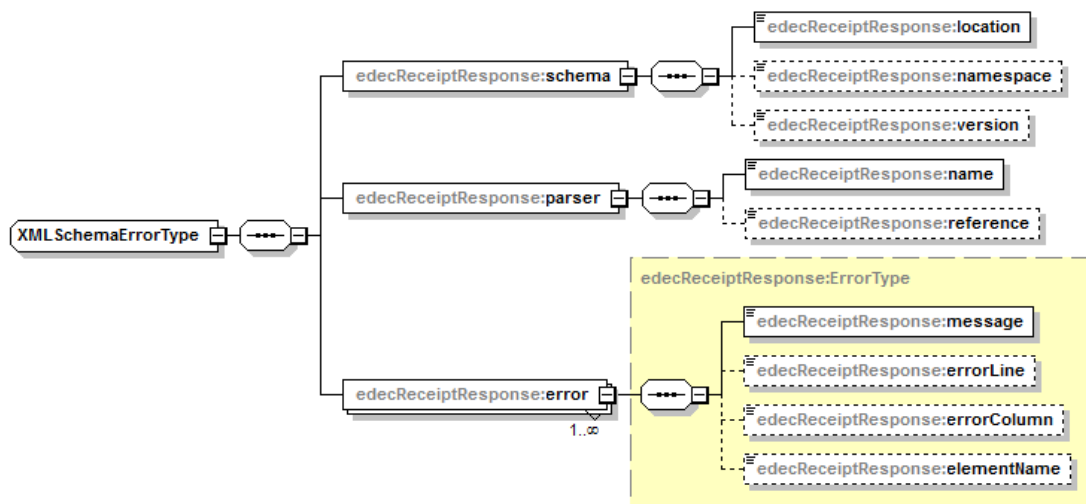 edecReceiptResponse:location
edecReceiptResponse:schema
edecReceiptResponse:namespace
edecReceiptResponse:version
edecReceiptResponse:name
edecReceiptResponse:parser
edecReceiptResponse:reference
XMLSchemaErrorType
edecReceiptResponse:ErrorType
edecReceiptResponse:message
edecReceiptResponse:errorLine
edecReceiptResponse:error
1..∞
edecReceiptResponse:errorColumn
edecReceiptResponse:elementName